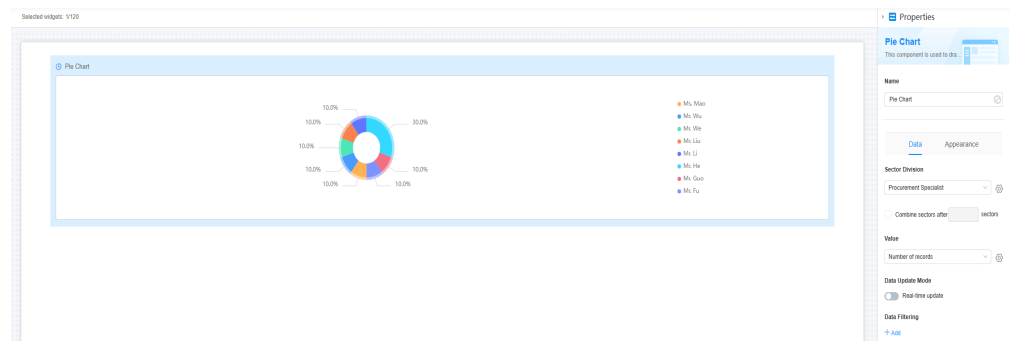 Selected widgets: 1/120
Pie Chart
10.0%
10.0%
30.0%
10.0%
10.0%
10.0%
10.0%
10.0%
Ms. Mao
Mr. Wu
Mr. We
Mr. Liu
Mr. Li
Mr. He
Mr. Guo
Mr. Fu
Properties
Pie Chart
This component is used to dra...
Name
Pie Chart
Data Appearance
Sector Division
Procurement Specialist
Combine sectors after sectors
Value
Number of records
Data Update Mode
Real-time update
Data Filtering
+ Add